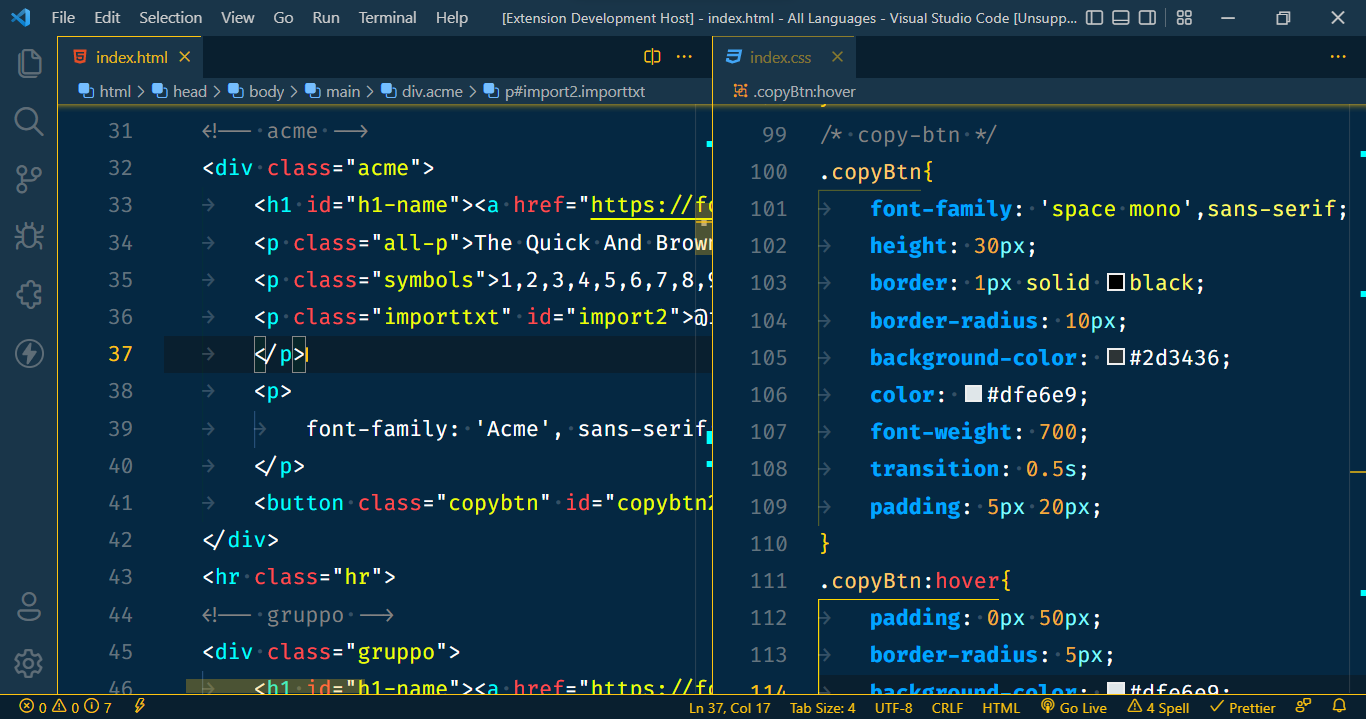 File Edit Selection View Go Run Terminal Help [Extension Development Host] - index.html - All Languages - Visual Studio Code [Unsupp...
index.html
html > head > body > main > div.acme > p#import2.importtxt
31 <!-- acme -->
32 <div class="acme">
33 <h1 id="h1-name"><a href="https://fo
34 <p class="all-p">The Quick And Brown
35 <p class="symbols">1,2,3,4,5,6,7,8,9
36 <p class="importtxt" id="import2">@i
37 </p>
38 <p>
39 font-family: 'Acme', sans-serif
40 </p>
41 <button class="copybtn" id="copybtn2
42 </div>
43 <hr class="hr">
44 <!-- gruppo -->
45 <div class="gruppo">
46 <h1 id="h1-name"><a href="https://fo
index.css
.copyBtn:hover
99 /* copy-btn */
100 .copyBtn{
101 font-family: 'space mono',sans-serif;
102 height: 30px;
103 border: 1px solid black;
104 border-radius: 10px;
105 background-color: #2d3436;
106 color: #dfe6e9;
107 font-weight: 700;
108 transition: 0.5s;
109 padding: 5px 20px;
110 }
111 .copyBtn:hover{
112 padding: 0px 50px;
113 border-radius: 5px;
114 background-color: #dfe6e9;
0 0 7 Ln 37, Col 17 Tab Size: 4 UTF-8 CRLF HTML Go Live 4 Spell Prettier